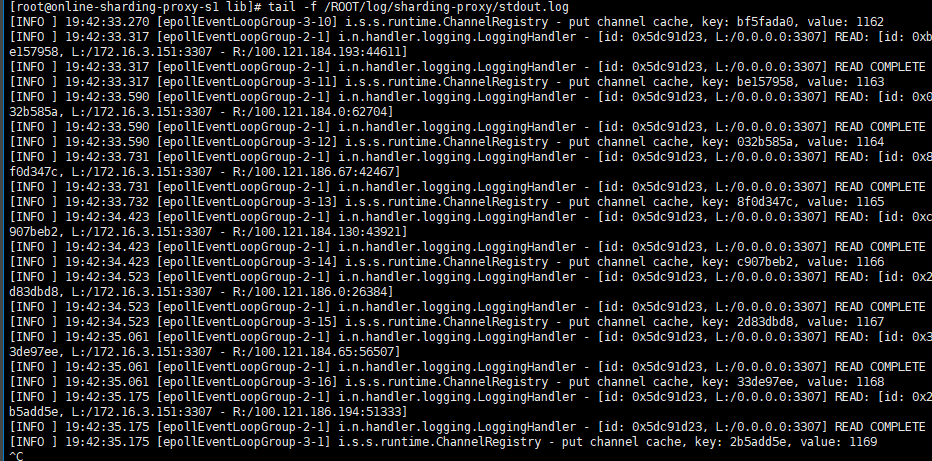 [root@online-sharding-proxy-s1 lib]# tail -f /ROOT/log/sharding-proxy/stdout.log
[INFO ] 19:42:33.270 [epollEventLoopGroup-3-10] i.s.s.runtime.ChannelRegistry - put channel cache, key: bf5fada0, value: 1162
[INFO ] 19:42:33.317 [epollEventLoopGroup-2-1] i.n.handler.logging.LoggingHandler - [id: 0x5dc91d23, L:/0.0.0.0:3307] READ: [id: 0xb
e157958, L:/172.16.3.151:3307 - R:/100.121.184.193:44611]
[INFO ] 19:42:33.317 [epollEventLoopGroup-2-1] i.n.handler.logging.LoggingHandler - [id: 0x5dc91d23, L:/0.0.0.0:3307] READ COMPLETE
[INFO ] 19:42:33.317 [epollEventLoopGroup-3-11] i.s.s.runtime.ChannelRegistry - put channel cache, key: be157958, value: 1163
[INFO ] 19:42:33.590 [epollEventLoopGroup-2-1] i.n.handler.logging.LoggingHandler - [id: 0x5dc91d23, L:/0.0.0.0:3307] READ: [id: 0x0
32b585a, L:/172.16.3.151:3307 - R:/100.121.184.0:62704]
[INFO ] 19:42:33.590 [epollEventLoopGroup-2-1] i.n.handler.logging.LoggingHandler - [id: 0x5dc91d23, L:/0.0.0.0:3307] READ COMPLETE
[INFO ] 19:42:33.590 [epollEventLoopGroup-3-12] i.s.s.runtime.ChannelRegistry - put channel cache, key: 032b585a, value: 1164
[INFO ] 19:42:33.731 [epollEventLoopGroup-2-1] i.n.handler.logging.LoggingHandler - [id: 0x5dc91d23, L:/0.0.0.0:3307] READ: [id: 0x8
f0d347c, L:/172.16.3.151:3307 - R:/100.121.186.67:42467]
[INFO ] 19:42:33.731 [epollEventLoopGroup-2-1] i.n.handler.logging.LoggingHandler - [id: 0x5dc91d23, L:/0.0.0.0:3307] READ COMPLETE
[INFO ] 19:42:33.732 [epollEventLoopGroup-3-13] i.s.s.runtime.ChannelRegistry - put channel cache, key: 8f0d347c, value: 1165
[INFO ] 19:42:34.423 [epollEventLoopGroup-2-1] i.n.handler.logging.LoggingHandler - [id: 0x5dc91d23, L:/0.0.0.0:3307] READ: [id: 0xc
907beb2, L:/172.16.3.151:3307 - R:/100.121.184.130:43921]
[INFO ] 19:42:34.423 [epollEventLoopGroup-2-1] i.n.handler.logging.LoggingHandler - [id: 0x5dc91d23, L:/0.0.0.0:3307] READ COMPLETE
[INFO ] 19:42:34.423 [epollEventLoopGroup-3-14] i.s.s.runtime.ChannelRegistry - put channel cache, key: c907beb2, value: 1166
[INFO ] 19:42:34.523 [epollEventLoopGroup-2-1] i.n.handler.logging.LoggingHandler - [id: 0x5dc91d23, L:/0.0.0.0:3307] READ: [id: 0x2
d83dbd8, L:/172.16.3.151:3307 - R:/100.121.186.0:26384]
[INFO ] 19:42:34.523 [epollEventLoopGroup-2-1] i.n.handler.logging.LoggingHandler - [id: 0x5dc91d23, L:/0.0.0.0:3307] READ COMPLETE
[INFO ] 19:42:34.523 [epollEventLoopGroup-3-15] i.s.s.runtime.ChannelRegistry - put channel cache, key: 2d83dbd8, value: 1167
[INFO ] 19:42:35.061 [epollEventLoopGroup-2-1] i.n.handler.logging.LoggingHandler - [id: 0x5dc91d23, L:/0.0.0.0:3307] READ: [id: 0x3
3de97ee, L:/172.16.3.151:3307 - R:/100.121.184.65:56507]
[INFO ] 19:42:35.061 [epollEventLoopGroup-2-1] i.n.handler.logging.LoggingHandler - [id: 0x5dc91d23, L:/0.0.0.0:3307] READ COMPLETE
[INFO ] 19:42:35.061 [epollEventLoopGroup-3-16] i.s.s.runtime.ChannelRegistry - put channel cache, key: 33de97ee, value: 1168
[INFO ] 19:42:35.175 [epollEventLoopGroup-2-1] i.n.handler.logging.LoggingHandler - [id: 0x5dc91d23, L:/0.0.0.0:3307] READ: [id: 0x2
b5add5e, L:/172.16.3.151:3307 - R:/100.121.186.194:51333]
[INFO ] 19:42:35.175 [epollEventLoopGroup-2-1] i.n.handler.logging.LoggingHandler - [id: 0x5dc91d23, L:/0.0.0.0:3307] READ COMPLETE
[INFO ] 19:42:35.175 [epollEventLoopGroup-3-1] i.s.s.runtime.ChannelRegistry - put channel cache, key: 2b5add5e, value: 1169
^C